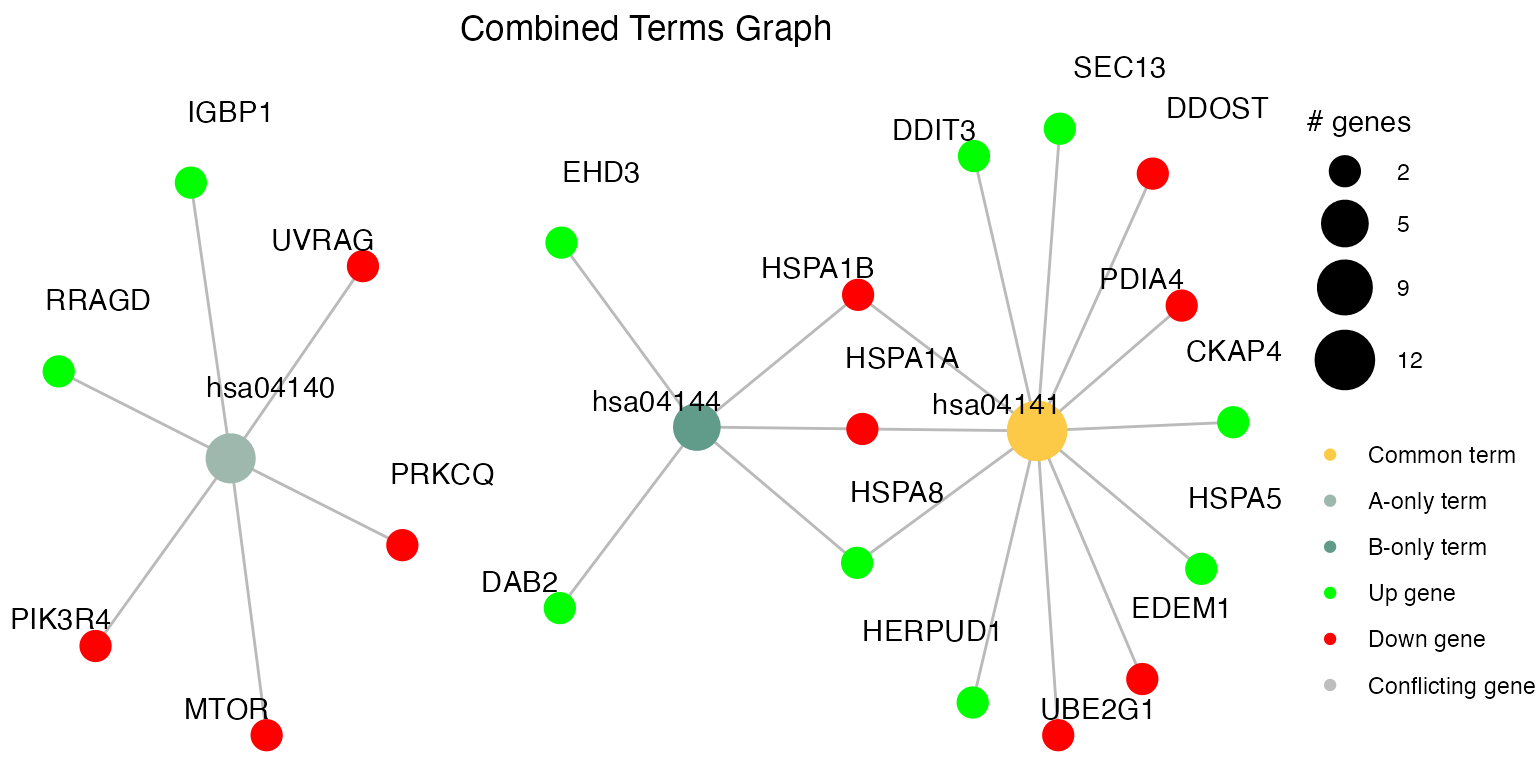 Combined Terms Graph
SEC13
DDOST
IGBP1
DDIT3
EHD3
UVRAG
HSPA1B
PDIA4
RRAGD
HSPA1A
CKAP4
hsa04140
hsa04144
hsa04141
PRKCQ
HSPA8
HSPA5
DAB2
EDEM1
PIK3R4
HERPUD1
MTOR
UBE2G1
# genes
2
5
9
12
Common term
A-only term
B-only term
Up gene
Down gene
Conflicting gene